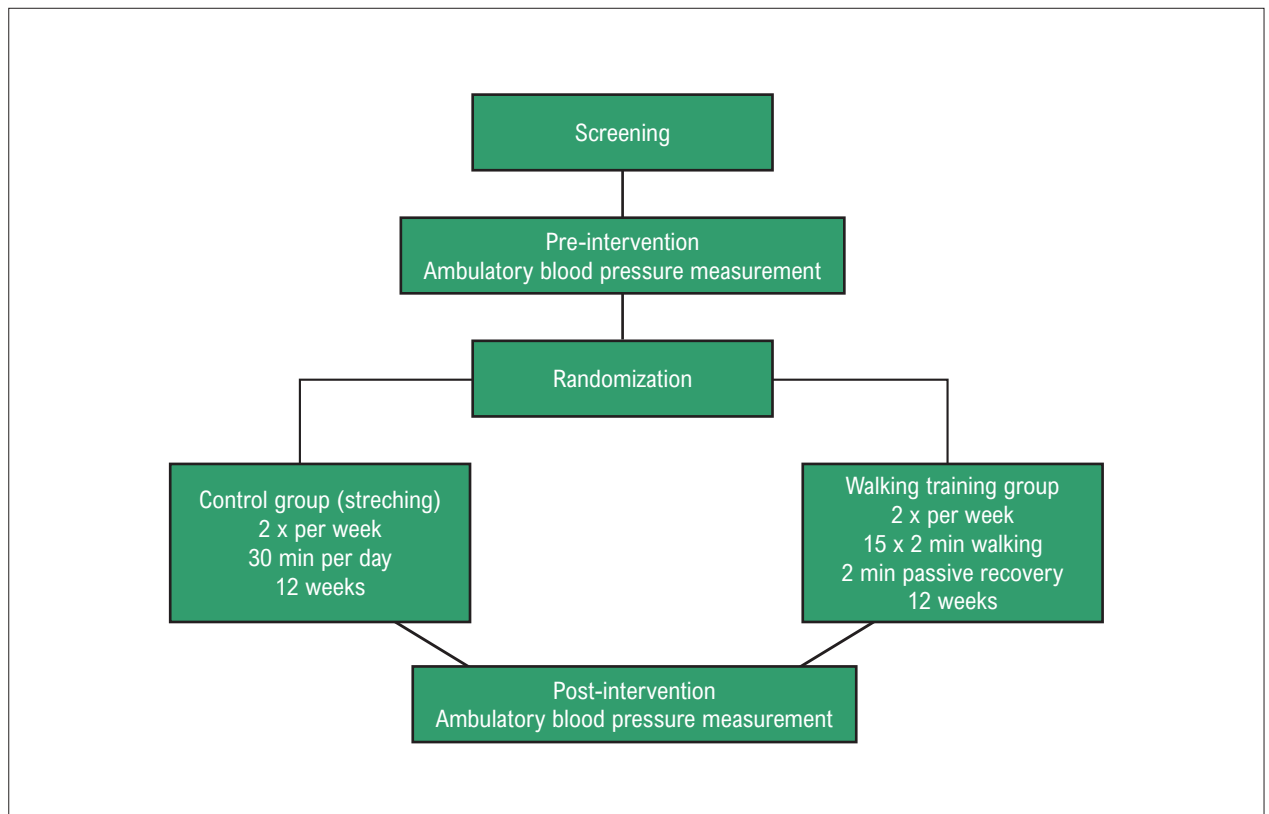 Screening
Pre-intervention
Ambulatory blood pressure measurement
Randomization
Control group (streching)
2 x per week
30 min per day
12 weeks
Walking training group
2 x per week
15 x 2 min walking
2 min passive recovery
12 weeks
Post-intervention
Ambulatory blood pressure measurement